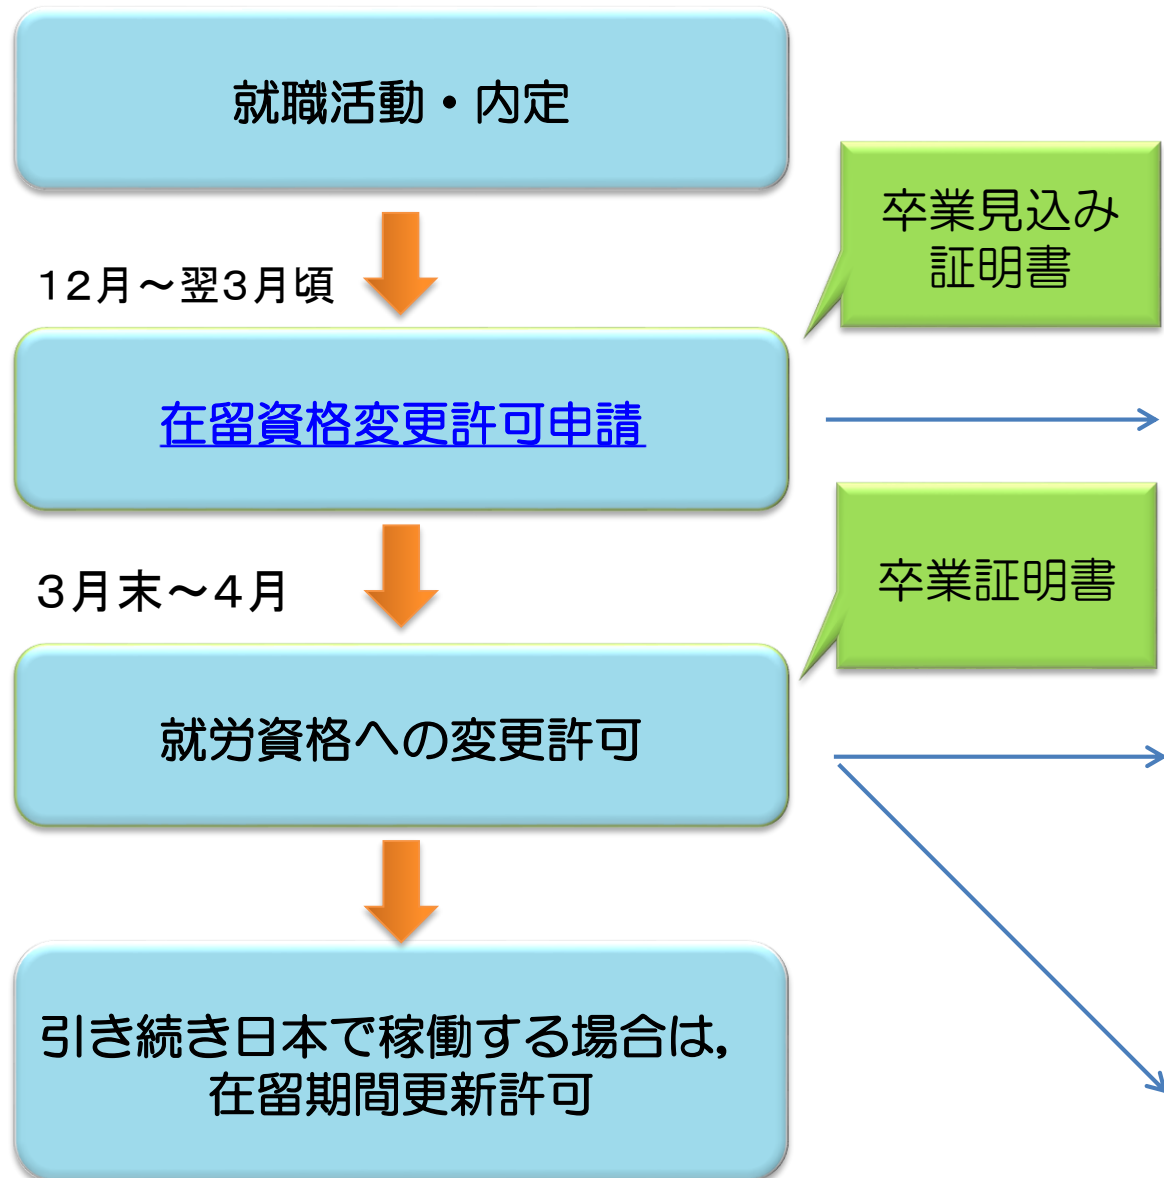 就職活動・内定
卒業見込み
証明書
１２月～翌３月頃
在留資格変更許可申請
卒業証明書
３月末～４月
就労資格への変更許可
引き続き日本で稼働する場合は，
在留期間更新許可